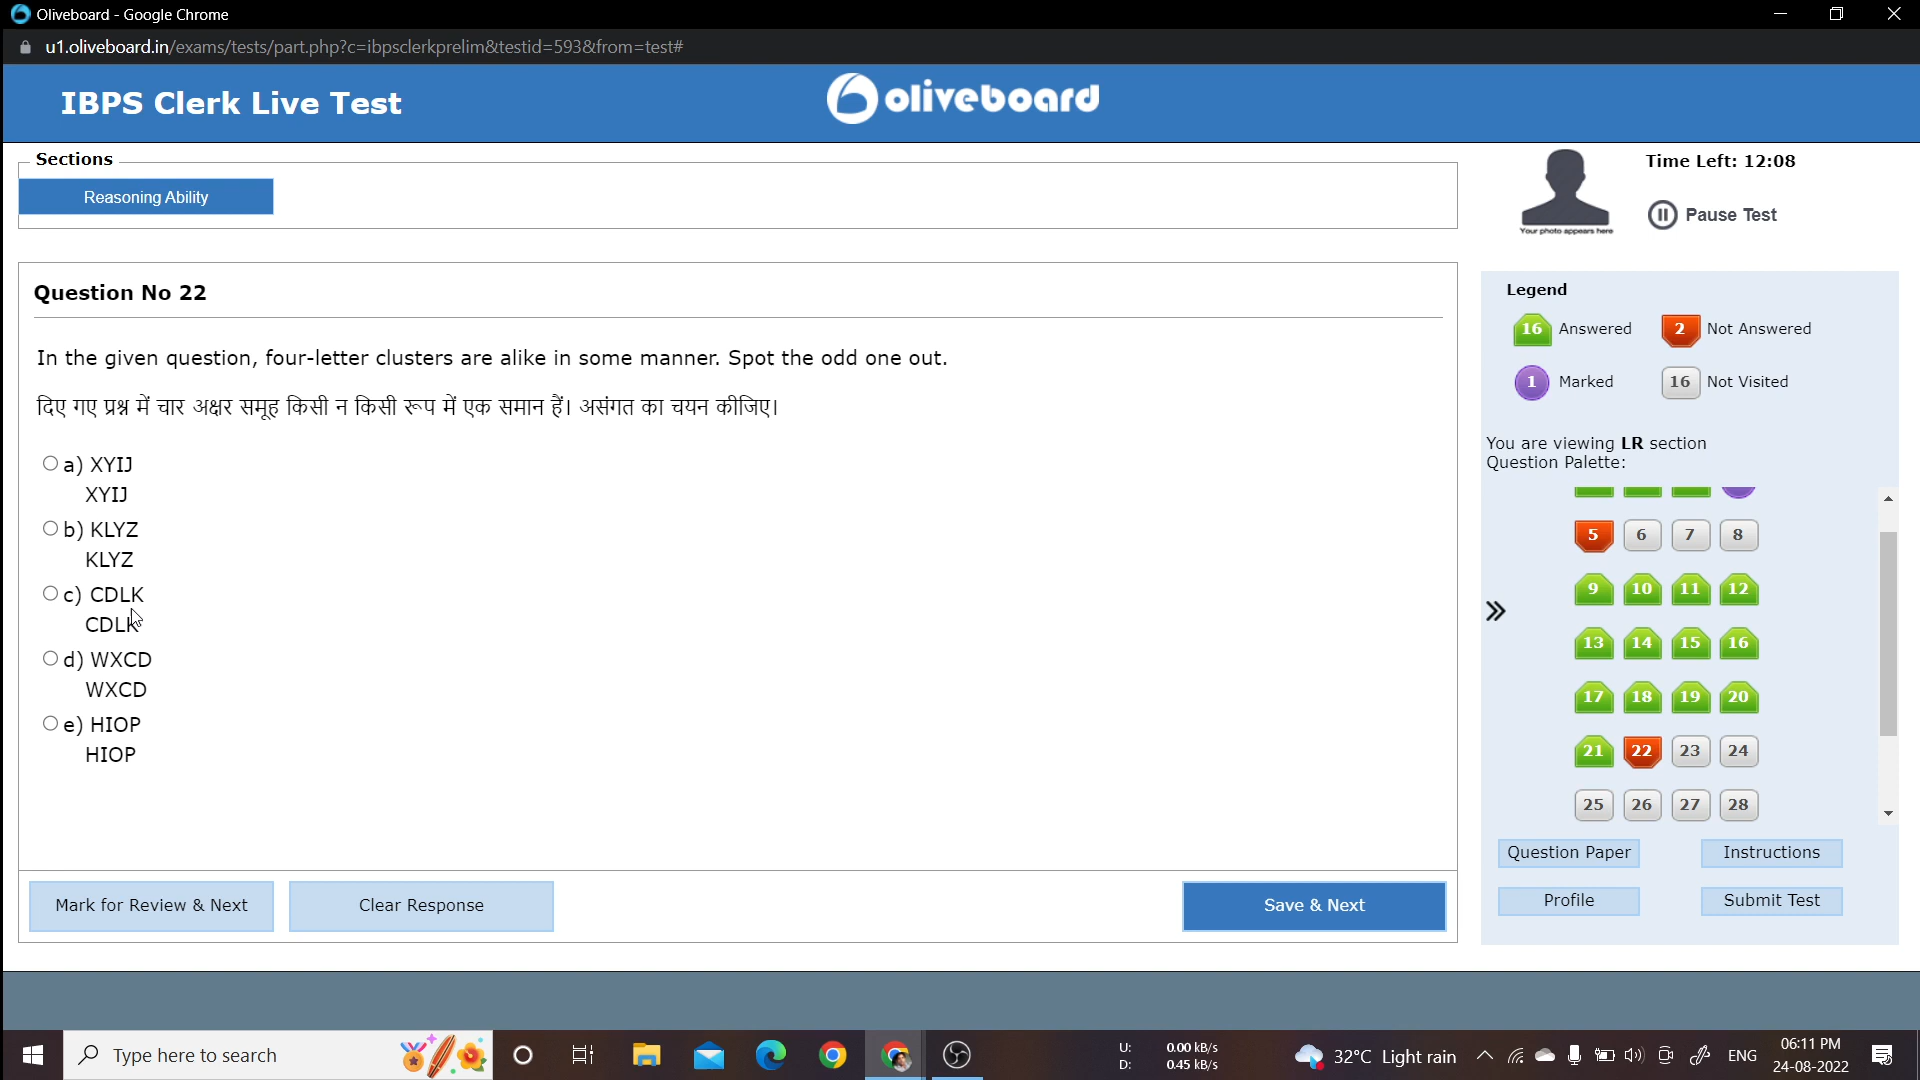 Oliveboard - Google Chrome
u1.oliveboard.in/exams/tests/part.php?c=ibpsclerkprelim&testid=593&from=test#
IBPS Clerk Live Test
oliveboard
Sections
Reasoning Ability
Your photo appears here
Time Left: 12:08
Pause Test
Question No 22
In the given question, four-letter clusters are alike in some manner. Spot the odd one out.
दिए गए प्रश्न में चार अक्षर समूह किसी न किसी रूप में एक समान हैं। असंगत का चयन कीजिए।
a) XYIJ
XYIJ
b) KLYZ
KLYZ
c) CDLK
CDLK
d) WXCD
WXCD
e) HIOP
HIOP
Mark for Review & Next
Clear Response
Save & Next
Legend
16 Answered
2 Not Answered
1 Marked
16 Not Visited
You are viewing LR section
Question Palette:
5 6 7 8
9 10 11 12
13 14 15 16
17 18 19 20
21 22 23 24
25 26 27 28
Question Paper
Instructions
Profile
Submit Test
Type here to search
U: 0.00 kB/s
D: 0.45 kB/s
32°C Light rain
ENG
06:11 PM
24-08-2022